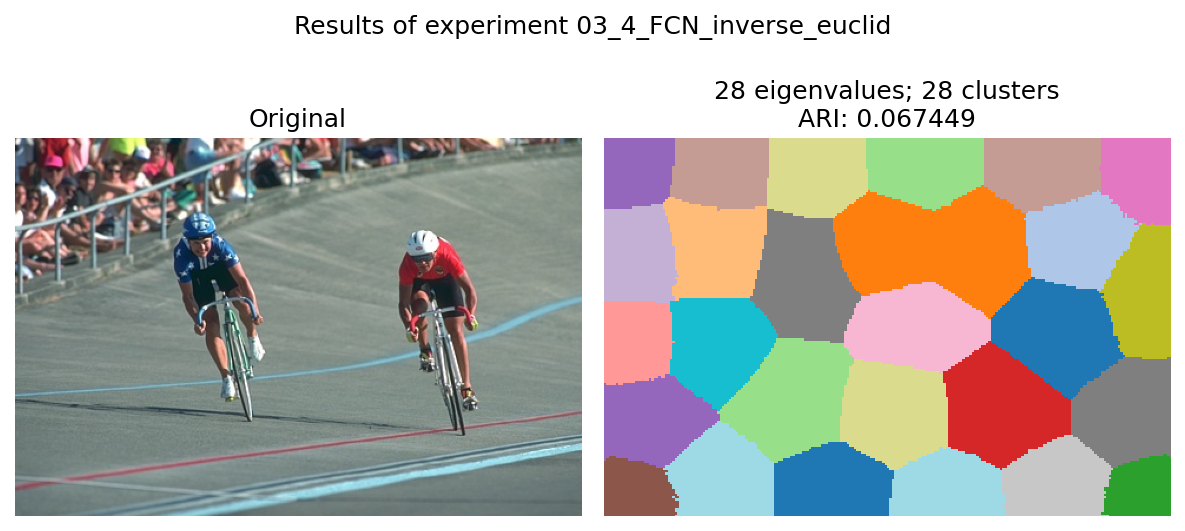 Results of experiment 03_4_FCN_inverse_euclid
Original
28 eigenvalues; 28 clusters
ARI: 0.067449